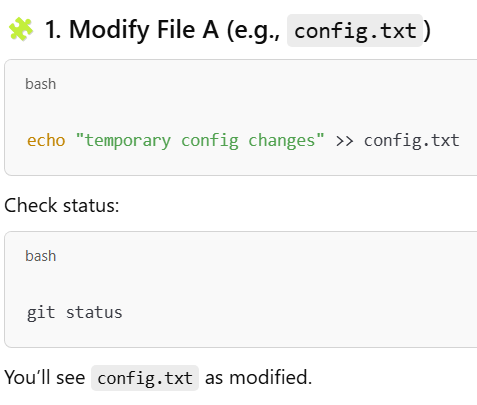 🧩 1. Modify File A (e.g., config.txt)
bash
echo "temporary config changes" >> config.txt
Check status:
bash
git status
You’ll see config.txt as modified.